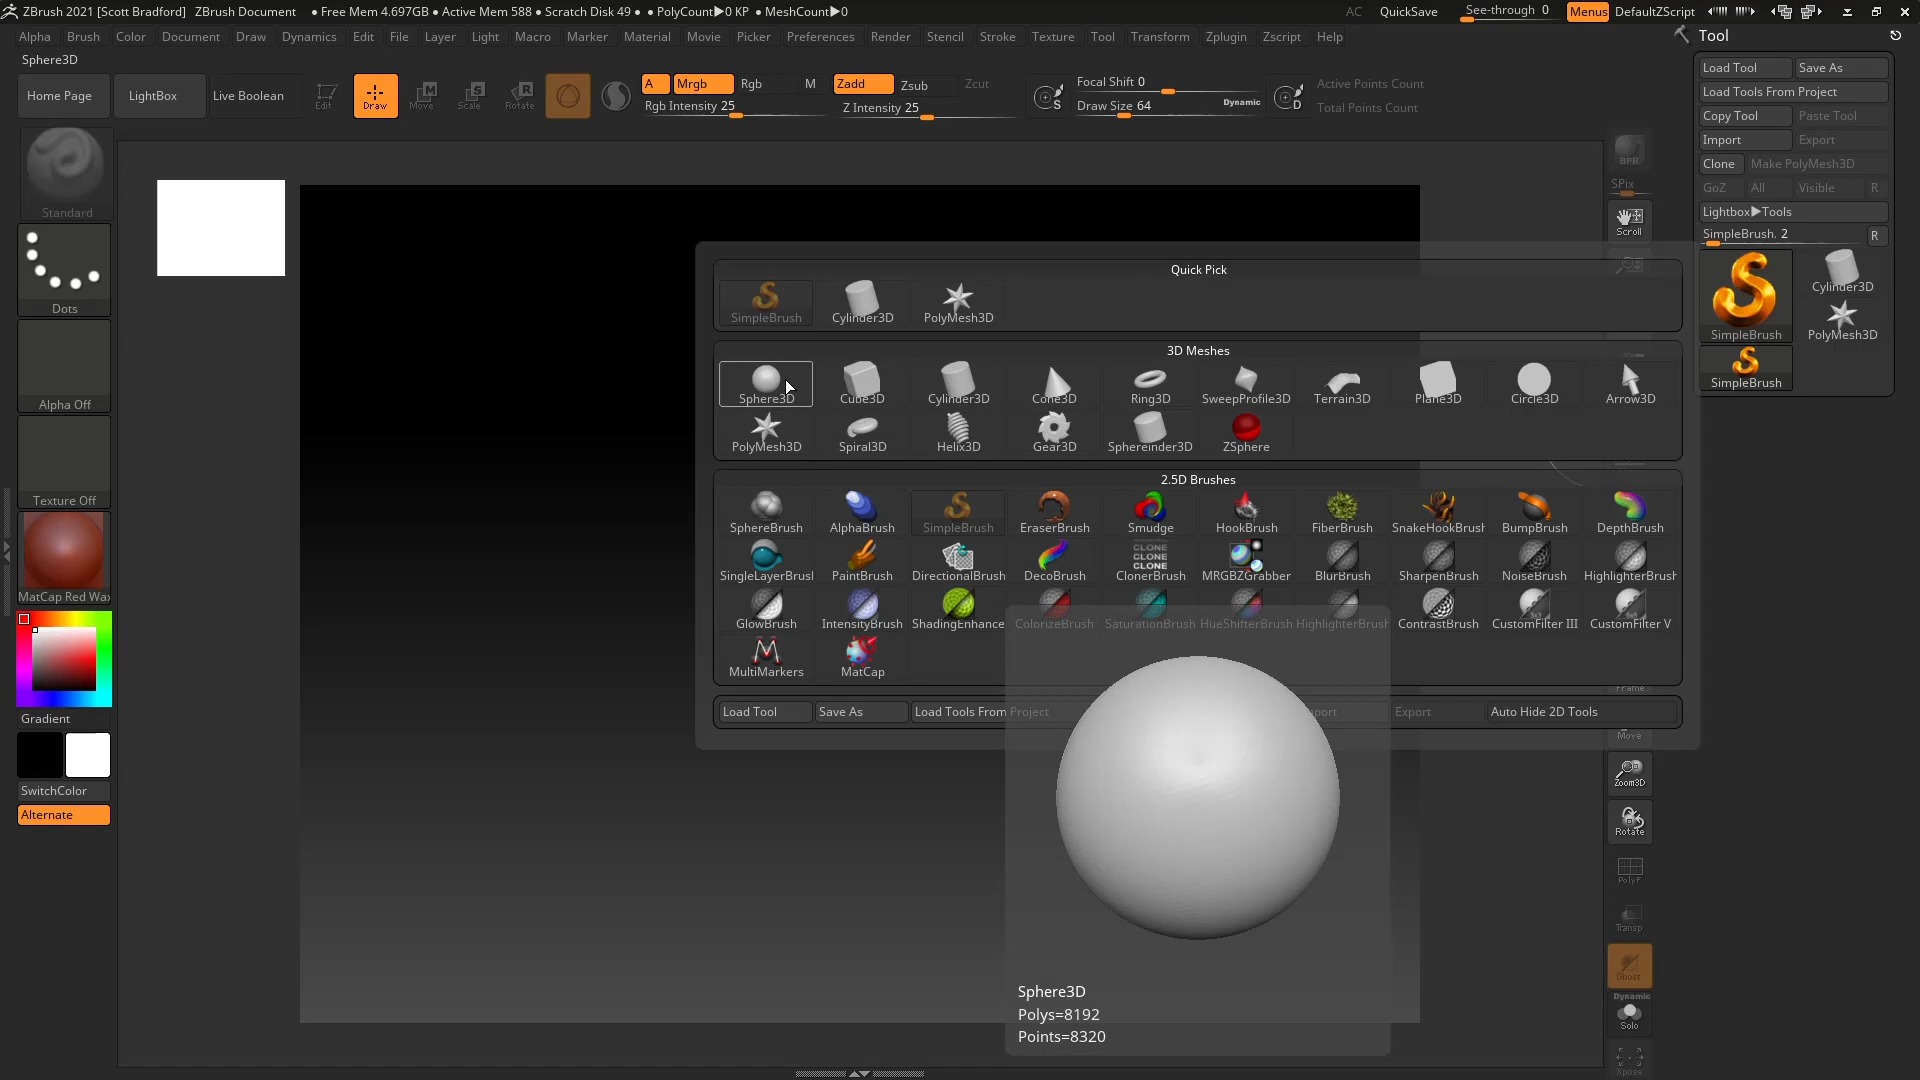 ZBrush 2021 [Scott Bradford] ZBrush Document • Free Mem 4.697GB • Active Mem 588 • Scratch Disk 49 • • PolyCount▶0 KP • MeshCount▶0 AC QuickSave See-through 0 Menus DefaultZScript
Alpha Brush Color Document Draw Dynamics Edit File Layer Light Macro Marker Material Movie Picker Preferences Render Stencil Stroke Texture Tool Transform Zplugin Zscript Help
Sphere3D
Home Page LightBox Live Boolean Edit Draw Move Scale Rotate
A Mrgb Rgb M Zadd Zsub Zcut
Rgb Intensity 25 Z Intensity 25
Focal Shift 0
Draw Size 64 Dynamic
S D
Active Points Count
Total Points Count
Tool
Load Tool Save As
Load Tools From Project
Copy Tool Paste Tool
Import Export
Clone Make PolyMesh3D
GoZ All Visible R
Lightbox▶Tools
SimpleBrush. 2 R
Cylinder3D
SimpleBrush PolyMesh3D
SimpleBrush
Standard
Dots
Alpha Off
Texture Off
MatCap Red Wax
Gradient
SwitchColor
Alternate
Quick Pick
SimpleBrush Cylinder3D PolyMesh3D
3D Meshes
Sphere3D Cube3D Cylinder3D Cone3D Ring3D SweepProfile3D Terrain3D Plane3D Circle3D Arrow3D
PolyMesh3D Spiral3D Helix3D Gear3D Sphereinder3D ZSphere
2.5D Brushes
SphereBrush AlphaBrush SimpleBrush EraserBrush Smudge HookBrush FiberBrush SnakeHookBrush BumpBrush DepthBrush
CLONE
CLONE
CLONE
SingleLayerBrusl PaintBrush DirectionalBrush DecoBrush ClonerBrush MRGBZGrabber BlurBrush SharpenBrush NoiseBrush HighlighterBrush
GlowBrush IntensityBrush ShadingEnhance ColorizeBrush SaturationBrush HueShifterBrush HighlighterBrush ContrastBrush CustomFilter III CustomFilter V
MultiMarkers MatCap
Load Tool Save As Load Tools From Project port Export Auto Hide 2D Tools
Sphere3D
Polys=8192
Points=8320
BPR
SPix
Scroll
Frame
Move
Zoom3D
Rotate
PolyF
Transp
Ghost
Dynamic
Solo
Xpose